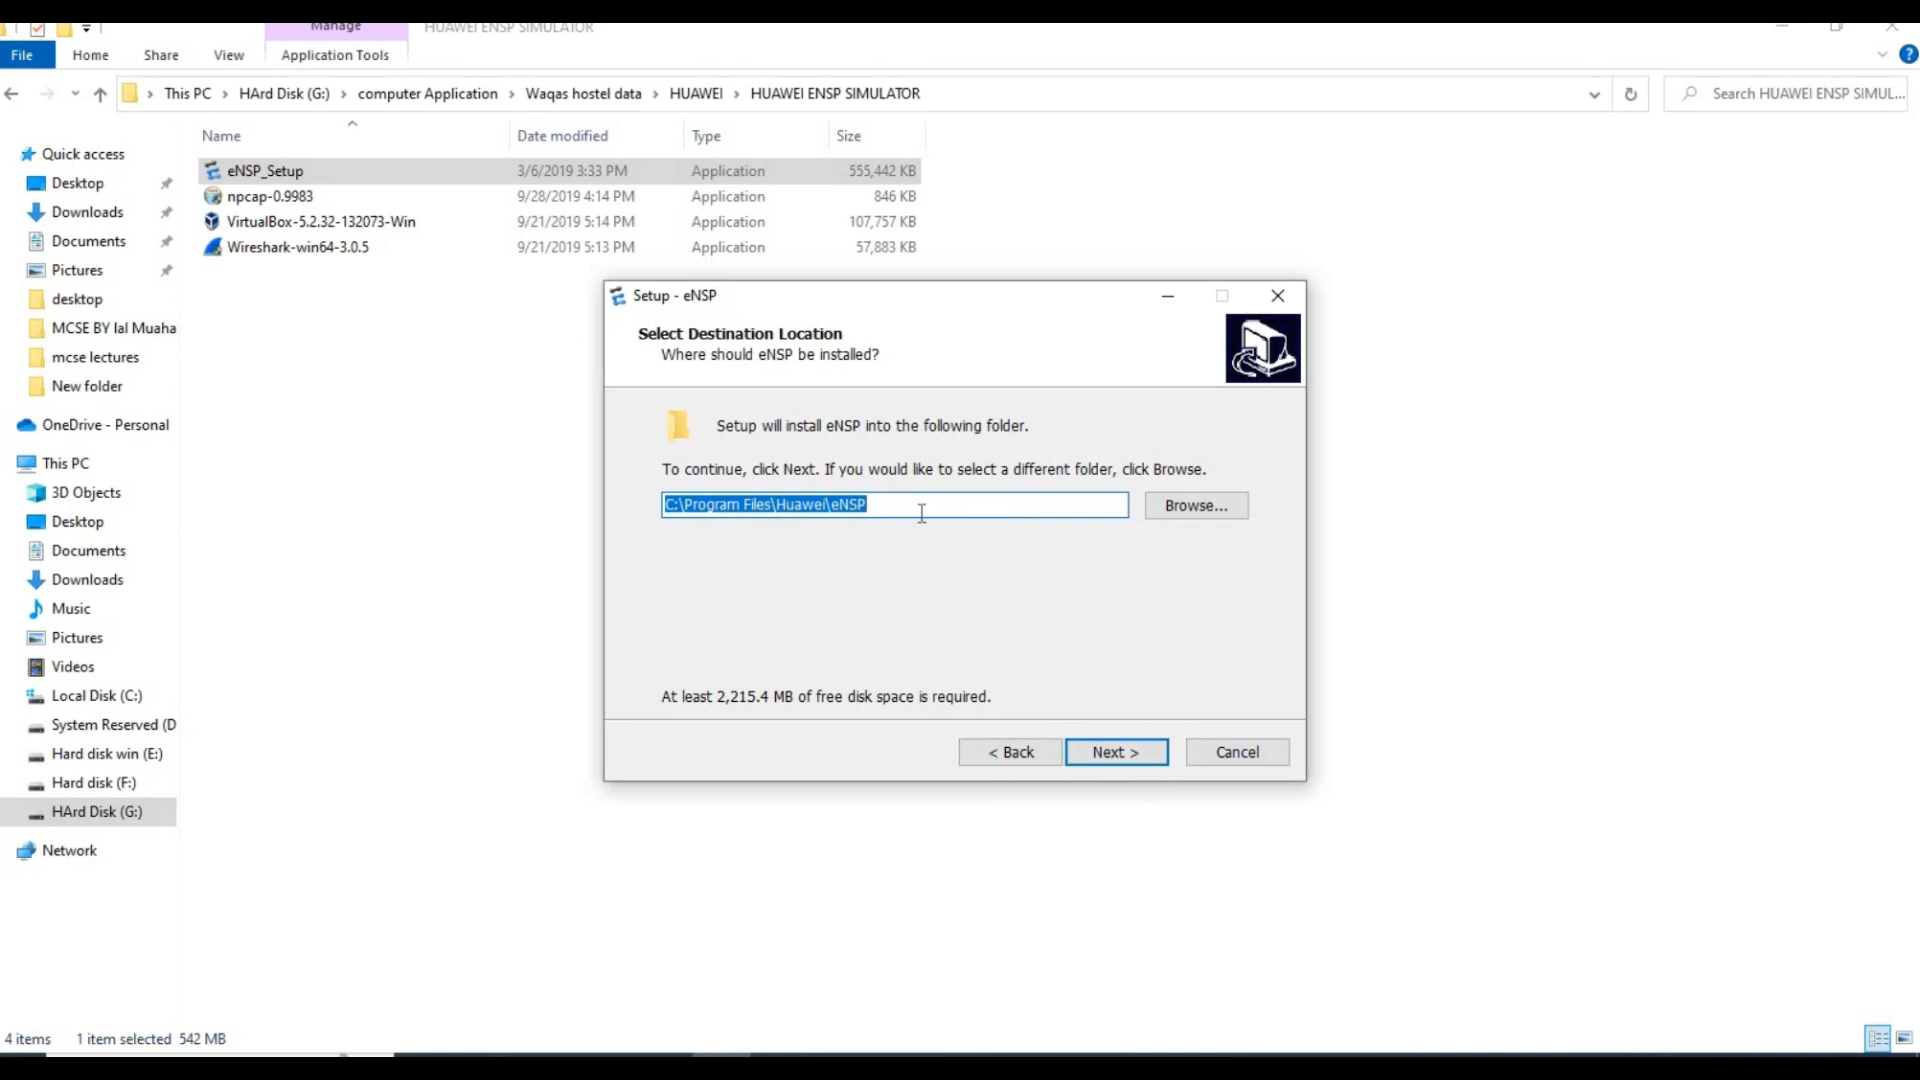 Manage
HUAWEI ENSP SIMULATOR
File
Home
Share
View
Application Tools
This PC
HArd Disk (G:)
computer Application
Waqas hostel data
HUAWEI
HUAWEI ENSP SIMULATOR
Search HUAWEI ENSP SIMUL...
Name
Date modified
Type
Size
eNSP_Setup 3/6/2019 3:33 PM Application 555,442 KB
npcap-0.9983 9/28/2019 4:14 PM Application 846 KB
VirtualBox-5.2.32-132073-Win 9/21/2019 5:14 PM Application 107,757 KB
Wireshark-win64-3.0.5 9/21/2019 5:13 PM Application 57,883 KB
Quick access
Desktop
Downloads
Documents
Pictures
desktop
MCSE BY lal Muaha
mcse lectures
New folder
OneDrive - Personal
This PC
3D Objects
Desktop
Documents
Downloads
Music
Pictures
Videos
Local Disk (C:)
System Reserved (D
Hard disk win (E:)
Hard disk (F:)
HArd Disk (G:)
Network
Setup - eNSP
Select Destination Location
Where should eNSP be installed?
Setup will install eNSP into the following folder.
To continue, click Next. If you would like to select a different folder, click Browse.
C:\Program Files\Huawei\eNSP
Browse...
At least 2,215.4 MB of free disk space is required.
< Back
Next >
Cancel
4 items
1 item selected 542 MB